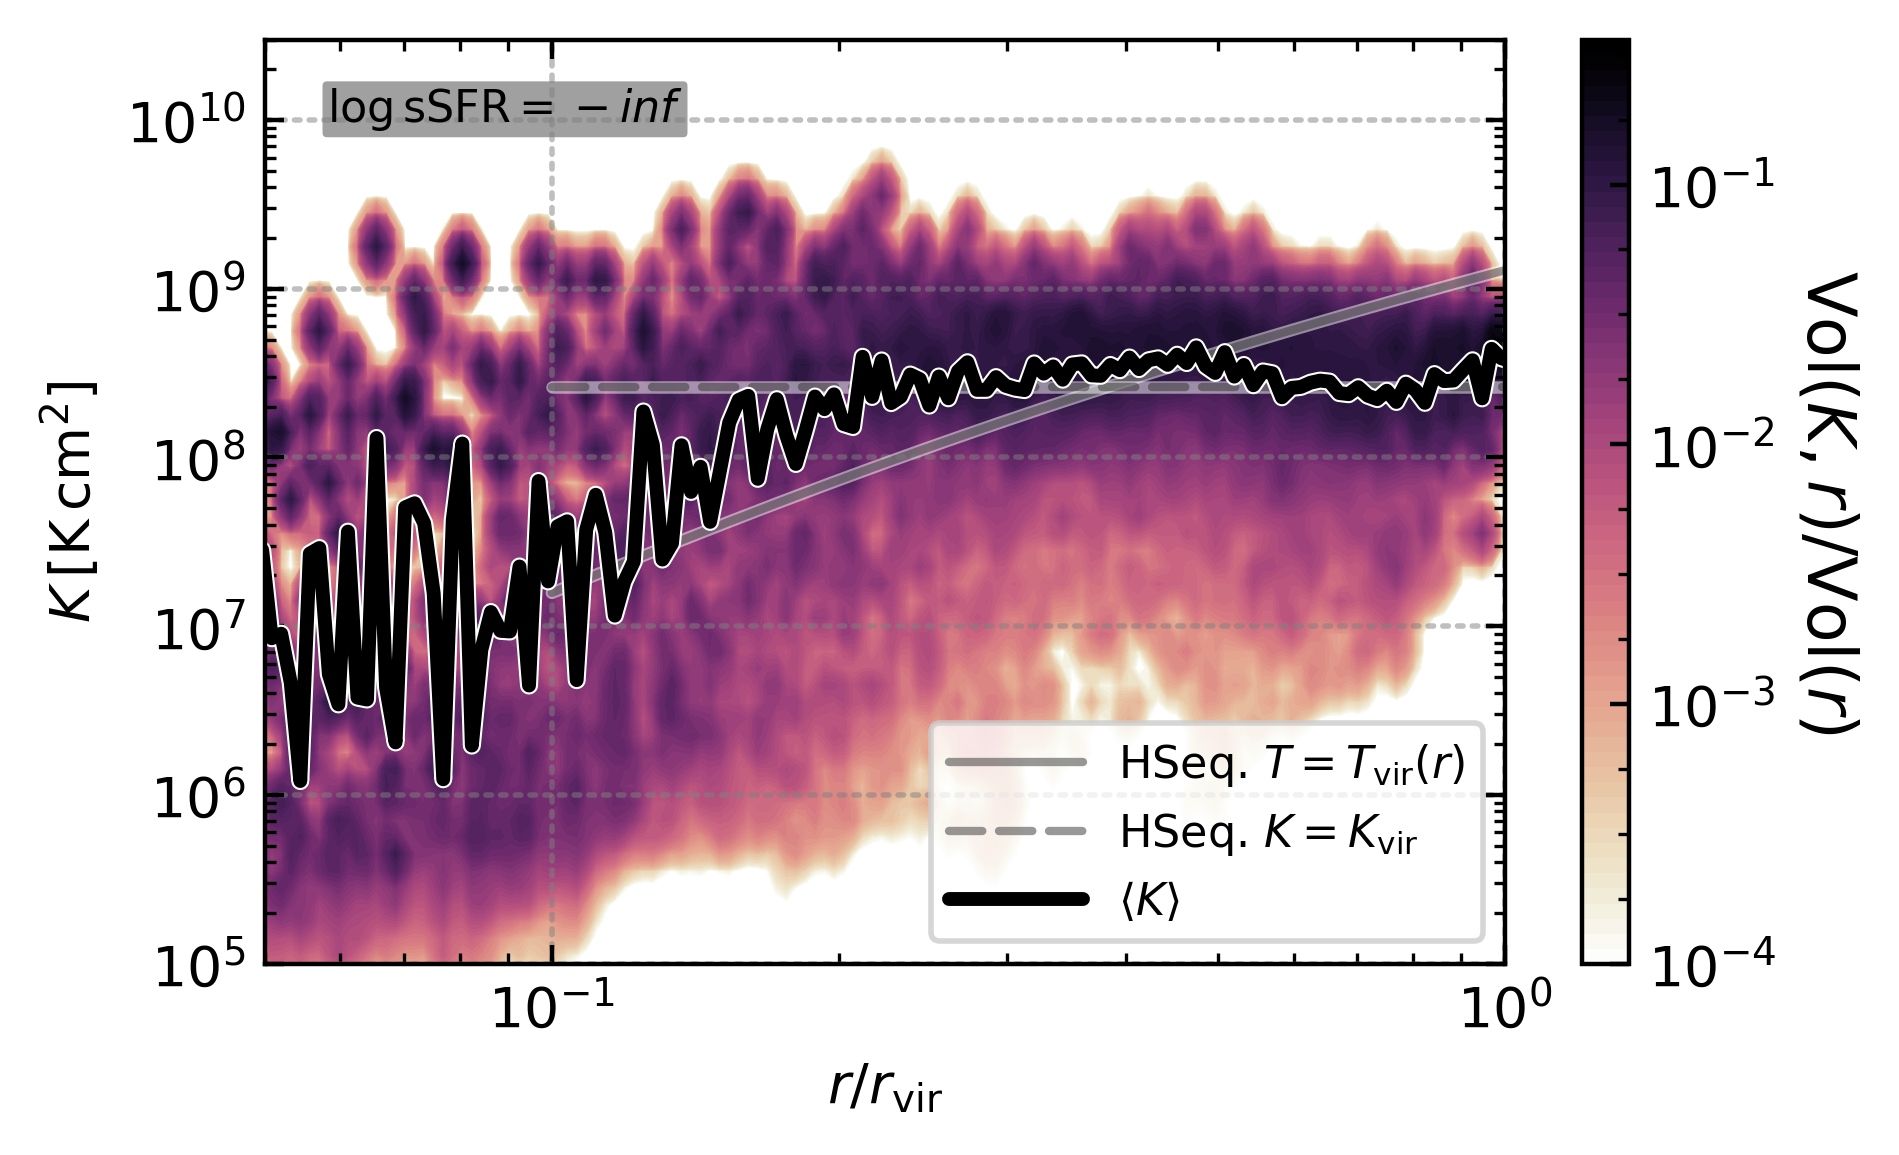 log sSFR = −inf
10^10
10^9
10^8
10^7
10^6
10^5
K [K cm^2]
10^−1
10^0
r/r_vir
HSeq. T = T_vir(r)
HSeq. K = K_vir
⟨K⟩
10^−1
10^−2
10^−3
10^−4
Vol(K, r)/Vol(r)